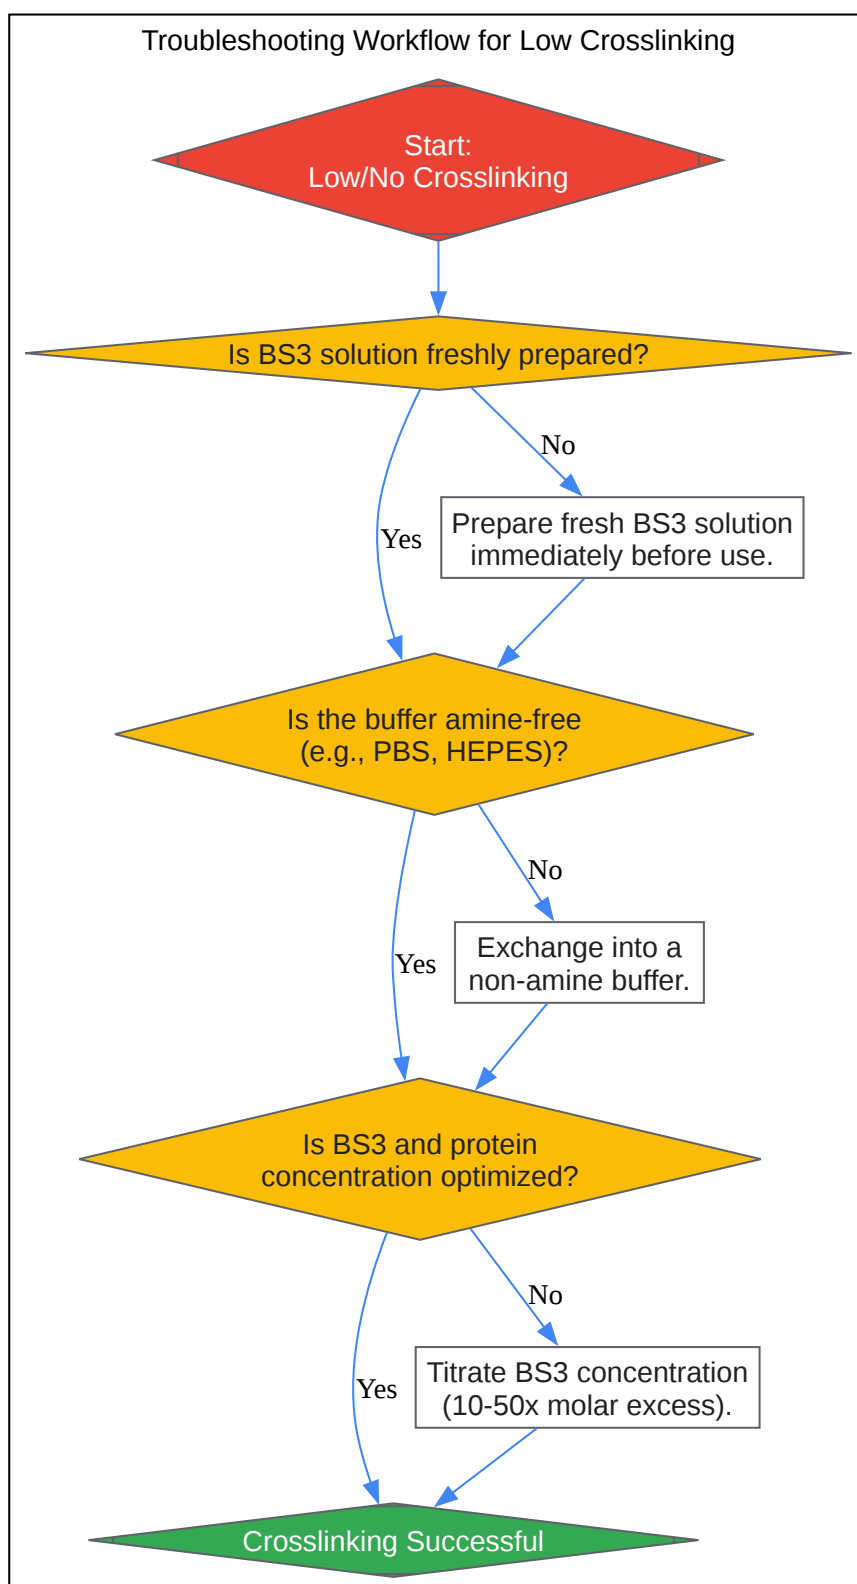 Troubleshooting Workflow for Low Crosslinking
Start:
Low/No Crosslinking
Is BS3 solution freshly prepared?
No
Yes
Prepare fresh BS3 solution
immediately before use.
Is the buffer amine-free
(e.g., PBS, HEPES)?
No
Yes
Exchange into a
non-amine buffer.
Is BS3 and protein
concentration optimized?
No
Yes
Titrate BS3 concentration
(10-50x molar excess).
Crosslinking Successful